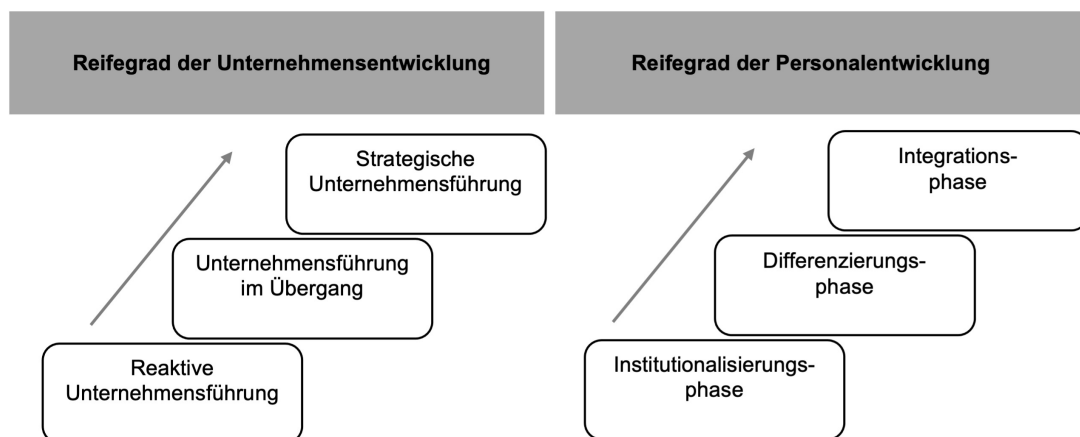 Reifegrad der Unternehmensentwicklung
Reifegrad der Personalentwicklung
Strategische
Unternehmensführung
Unternehmensführung
im Übergang
Reaktive
Unternehmensführung
Integrations-
phase
Differenzierungs-
phase
Institutionalisierungs-
phase